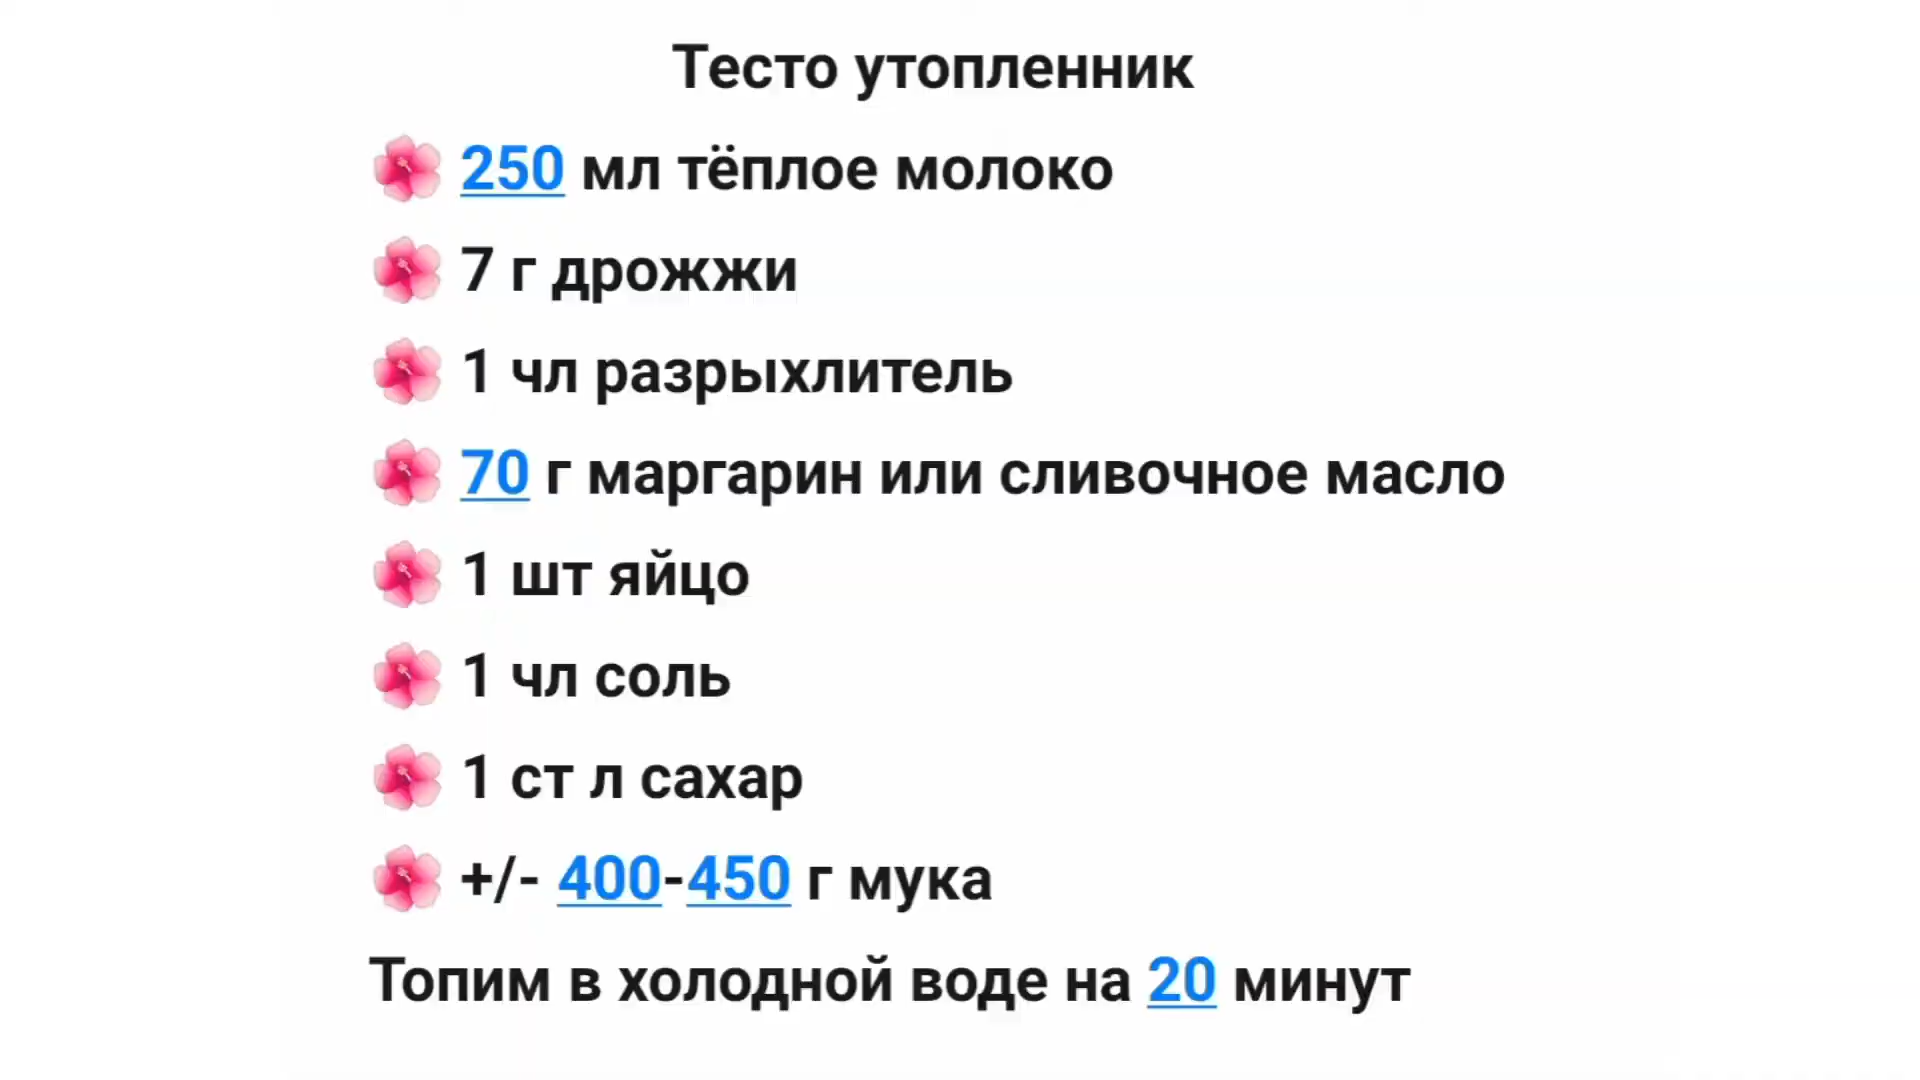 Тесто утопленник
250 мл тёплое молоко
7 г дрожжи
1 чл разрыхлитель
70 г маргарин или сливочное масло
1 шт яйцо
1 чл соль
1 ст л сахар
+/- 400-450 г мука
Топим в холодной воде на 20 минут